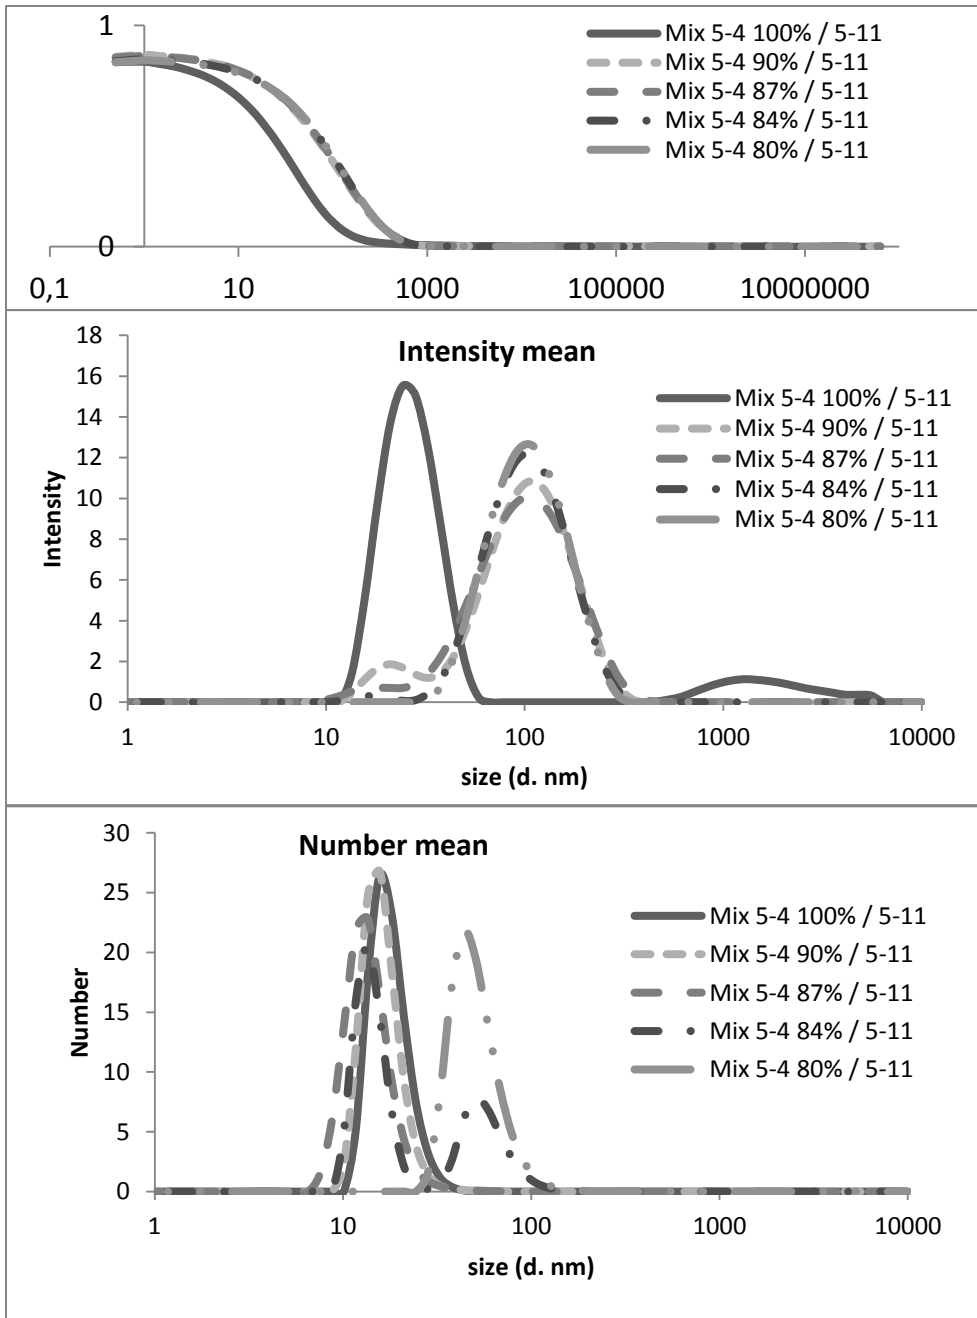 1
Mix 5-4 100% / 5-11
Mix 5-4 90% / 5-11
Mix 5-4 87% / 5-11
Mix 5-4 84% / 5-11
Mix 5-4 80% / 5-11
0
0,1 10 1000 100000 10000000
18
Intensity mean
16
14
12
10
8
6
4
2
0
Intensity
Mix 5-4 100% / 5-11
Mix 5-4 90% / 5-11
Mix 5-4 87% / 5-11
Mix 5-4 84% / 5-11
Mix 5-4 80% / 5-11
1 10 100 1000 10000
size (d. nm)
30
Number mean
25
20
15
10
5
0
Number
Mix 5-4 100% / 5-11
Mix 5-4 90% / 5-11
Mix 5-4 87% / 5-11
Mix 5-4 84% / 5-11
Mix 5-4 80% / 5-11
1 10 100 1000 10000
size (d. nm)